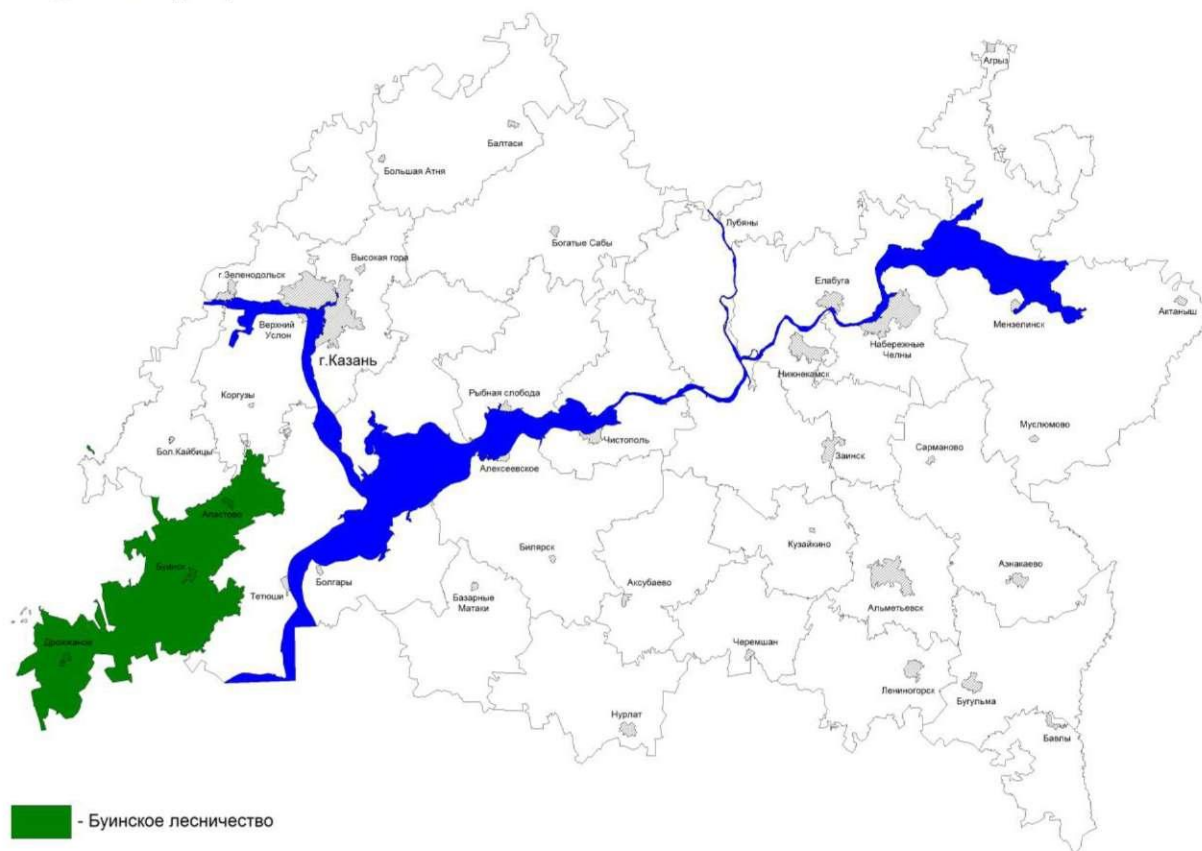 Агрыз
Балтаси
Большая Атня
Лубяны
Богатые Сабы
Высокая гора
г.Зеленодольск
Елабуга
Актаныш
Мензелинск
Верхний
Услон
Набережные
Челны
г.Казань
Нижнекамск
Рыбная слобода
Коргузы
Чистополь
Муслюмово
Бол.Кайбицы
Заинск
Сарманово
Алексеевское
Апастово
Кузайкино
Билярск
Азнакаево
Буинск
Болгары
Аксубаево
Тетюши
Базарные
Матаки
Альметьевск
Черемшан
Дрожжаное
Лениногорск
Бугульма
Нурлат
Бавлы
- Буинское лесничество